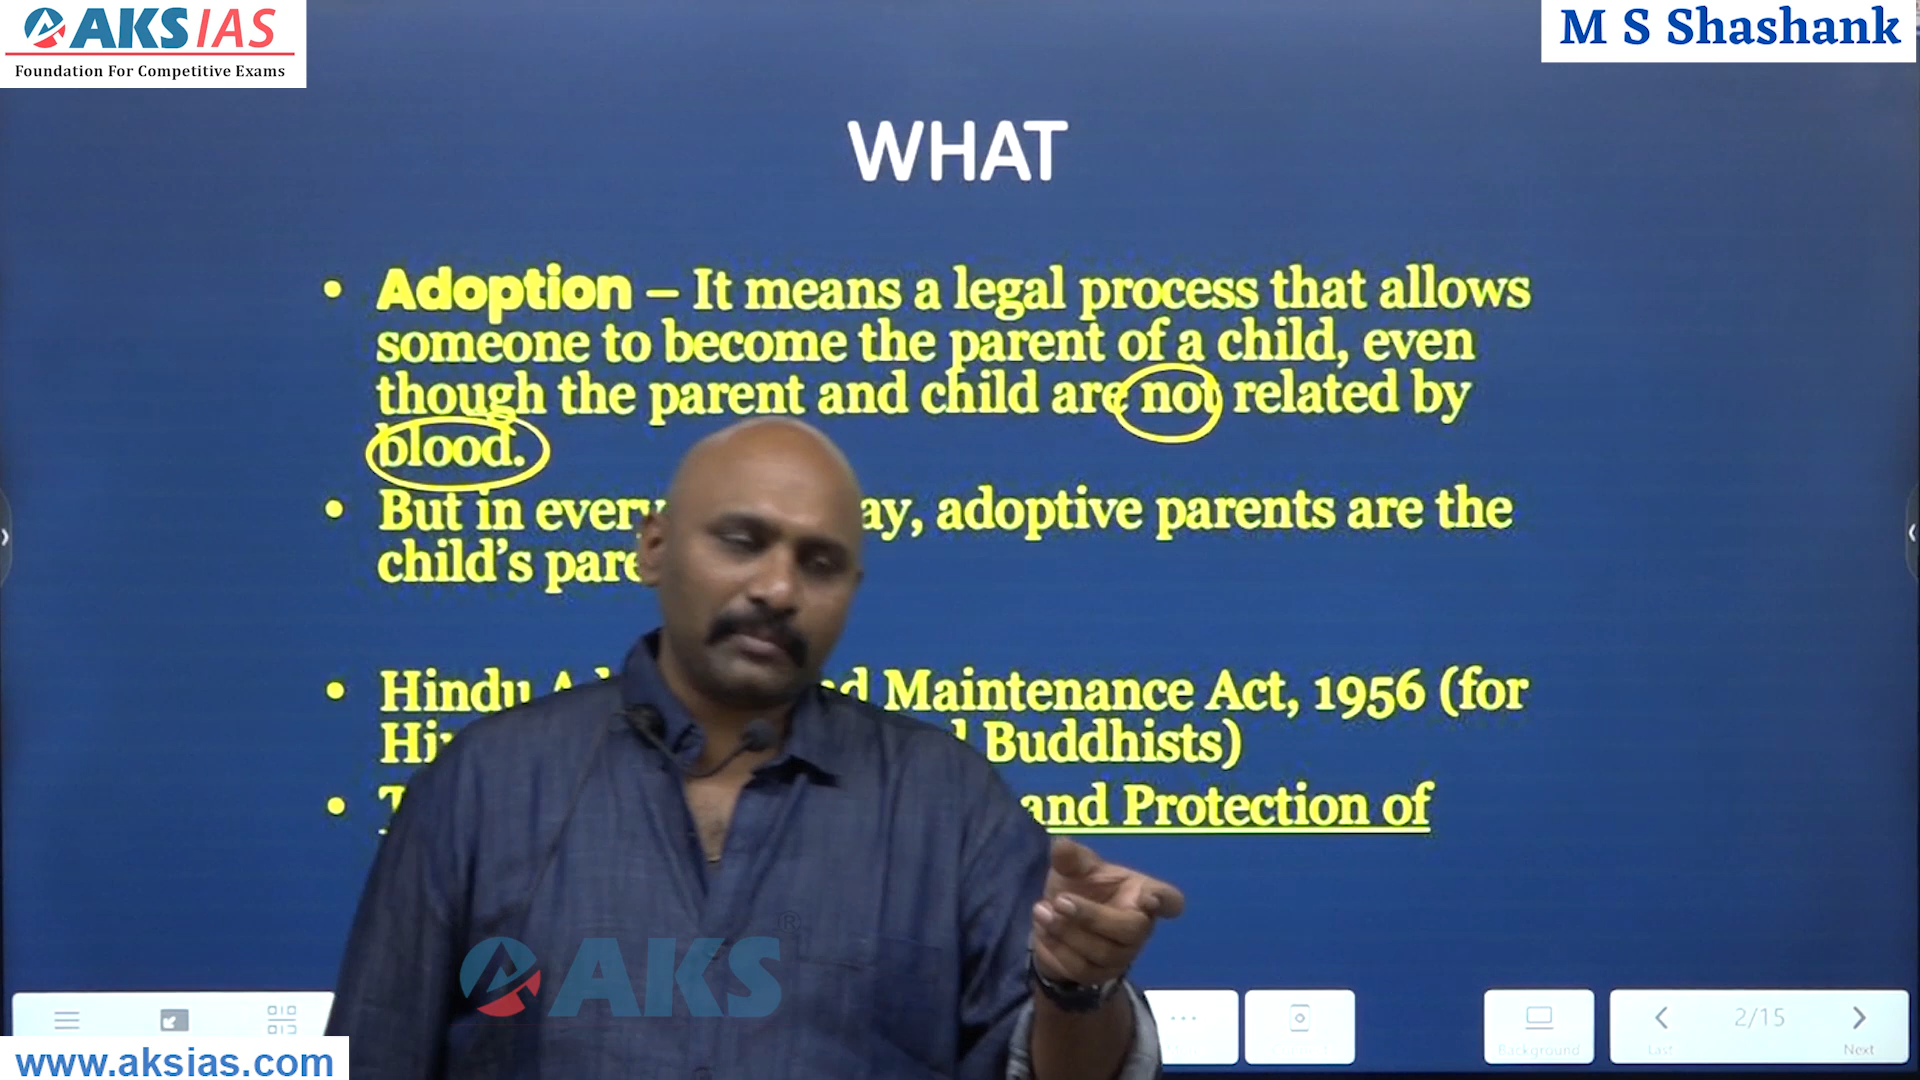 AKS IAS
Foundation For Competitive Exams
M S Shashank
WHAT
• Adoption – It means a legal process that allows
someone to become the parent of a child, even
though the parent and child are not related by
blood.
• But in every ay, adoptive parents are the
child's pare
• Hindu A d Maintenance Act, 1956 (for
Hi Buddhists)
• T and Protection of
® AKS
2/15
Background
Last
Next
www.aksias.com